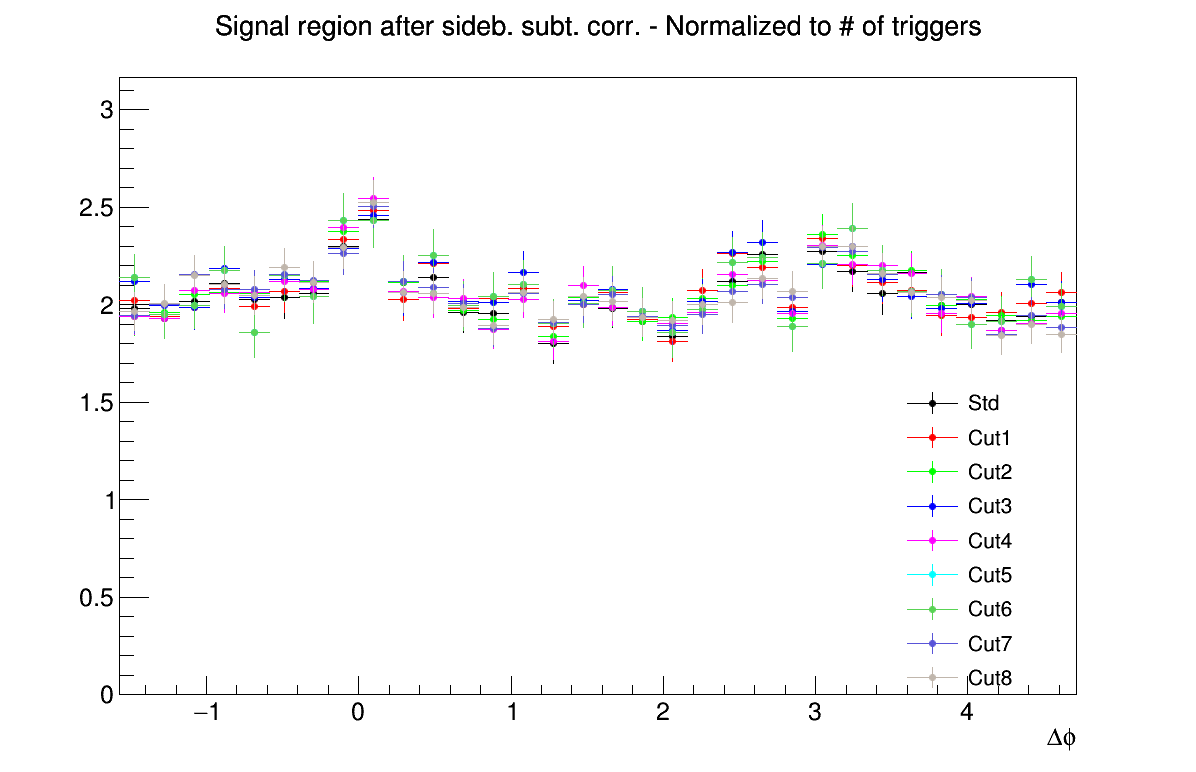 Signal region after sideb. subt. corr. - Normalized to # of triggers
3
2.5
2
1.5
1
0.5
0
Std
Cut1
Cut2
Cut3
Cut4
Cut5
Cut6
Cut7
Cut8
−1 0 1 2 3 4
Δϕ